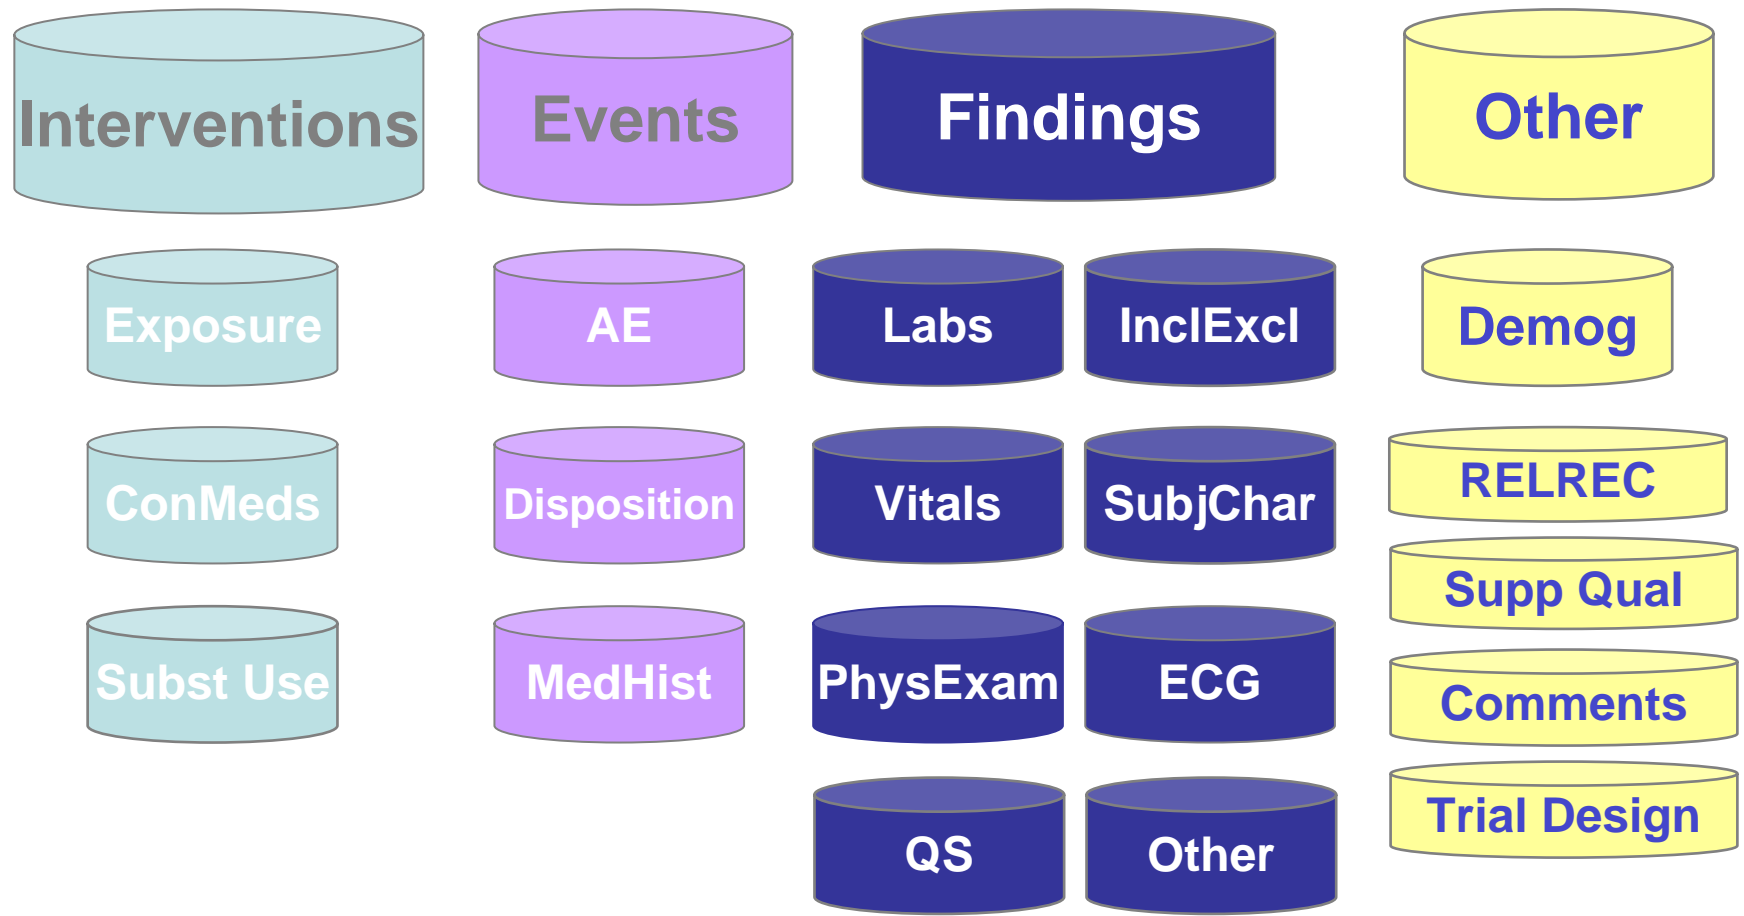 Interventions
Events
Findings
Other
Exposure
AE
Labs
InclExcl
Demog
ConMeds
Disposition
Vitals
SubjChar
RELREC
Supp Qual
Subst Use
MedHist
PhysExam
ECG
Comments
Trial Design
QS
Other